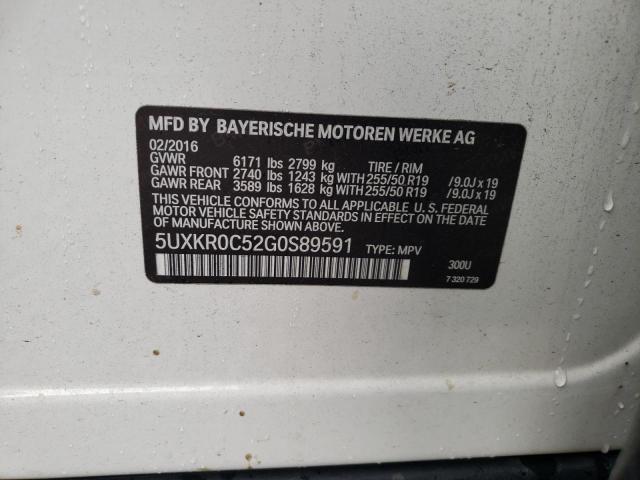 MFD BY BAYERISCHE MOTOREN WERKE AG
02/2016
GVWR 6171 lbs 2799 kg TIRE / RIM
GAWR FRONT 2740 lbs 1243 kg WITH 255/50 R19 /9.0J x 19
GAWR REAR 3589 lbs 1628 kg WITH 255/50 R19 /9.0J x 19
THIS VEHICLE CONFORMS TO ALL APPLICABLE U. S. FEDERAL
MOTOR VEHICLE SAFETY STANDARDS IN EFFECT ON THE DATE
OF MANUFACTURE SHOWN ABOVE.
5UXKR0C52G0S89591 TYPE: MPV
300U
7 320 729